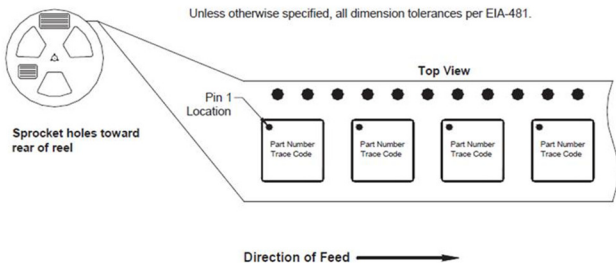 Unless otherwise specified, all dimension tolerances per EIA-481.
Top View
Pin 1
Location
Sprocket holes toward
rear of reel
Part Number
Trace Code
Part Number
Trace Code
Part Number
Trace Code
Part Number
Trace Code
Direction of Feed